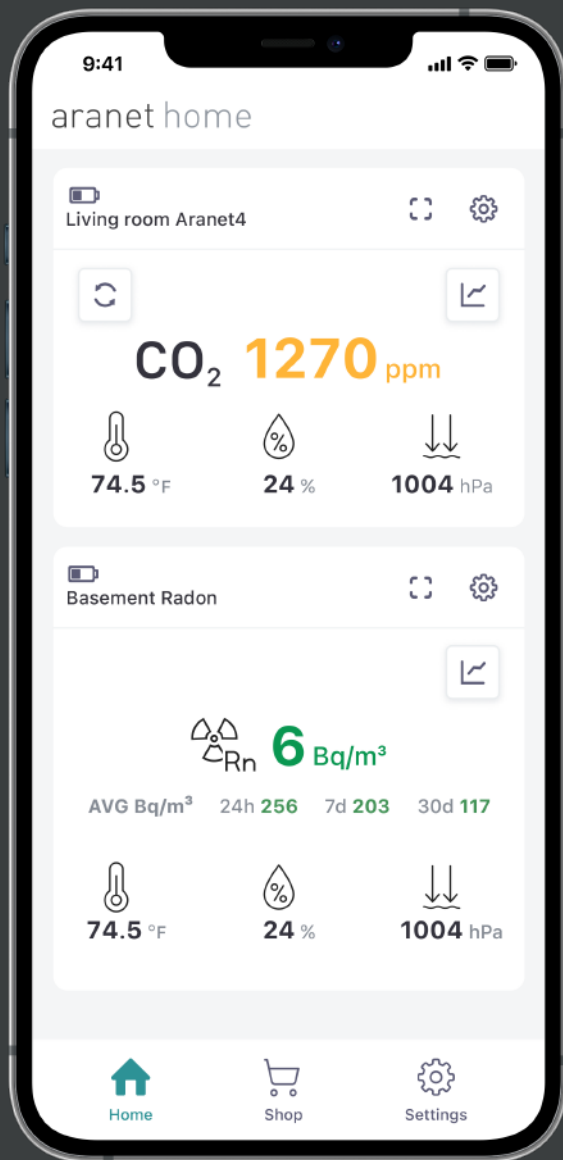 9:41
aranet home
Living room Aranet4
CO₂ 1270 ppm
74.5 °F 24 % 1004 hPa
Basement Radon
Rn 6 Bq/m³
AVG Bq/m³ 24h 256 7d 203 30d 117
74.5 °F 24 % 1004 hPa
Home Shop Settings